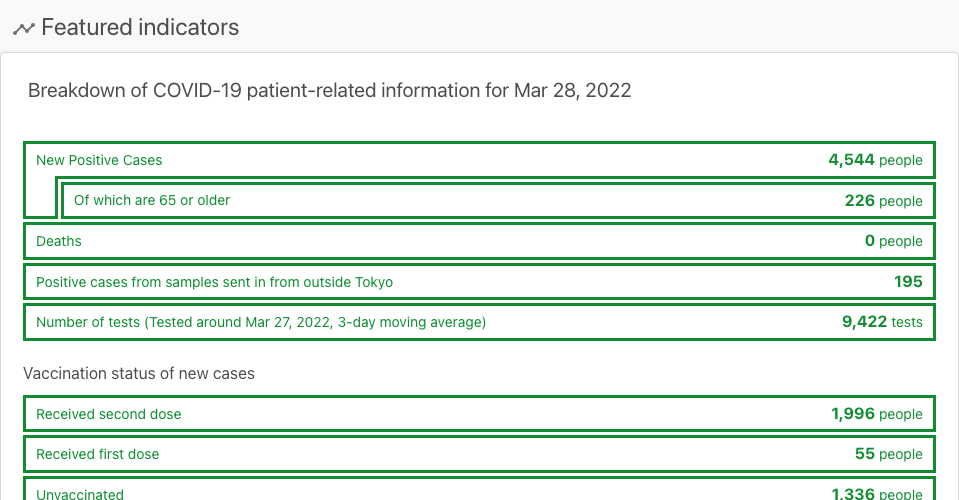 Featured indicators
Breakdown of COVID-19 patient-related information for Mar 28, 2022
New Positive Cases 4,544 people
Of which are 65 or older 226 people
Deaths 0 people
Positive cases from samples sent in from outside Tokyo 195
Number of tests (Tested around Mar 27, 2022, 3-day moving average) 9,422 tests
Vaccination status of new cases
Received second dose 1,996 people
Received first dose 55 people
Unvaccinated 1,336 people